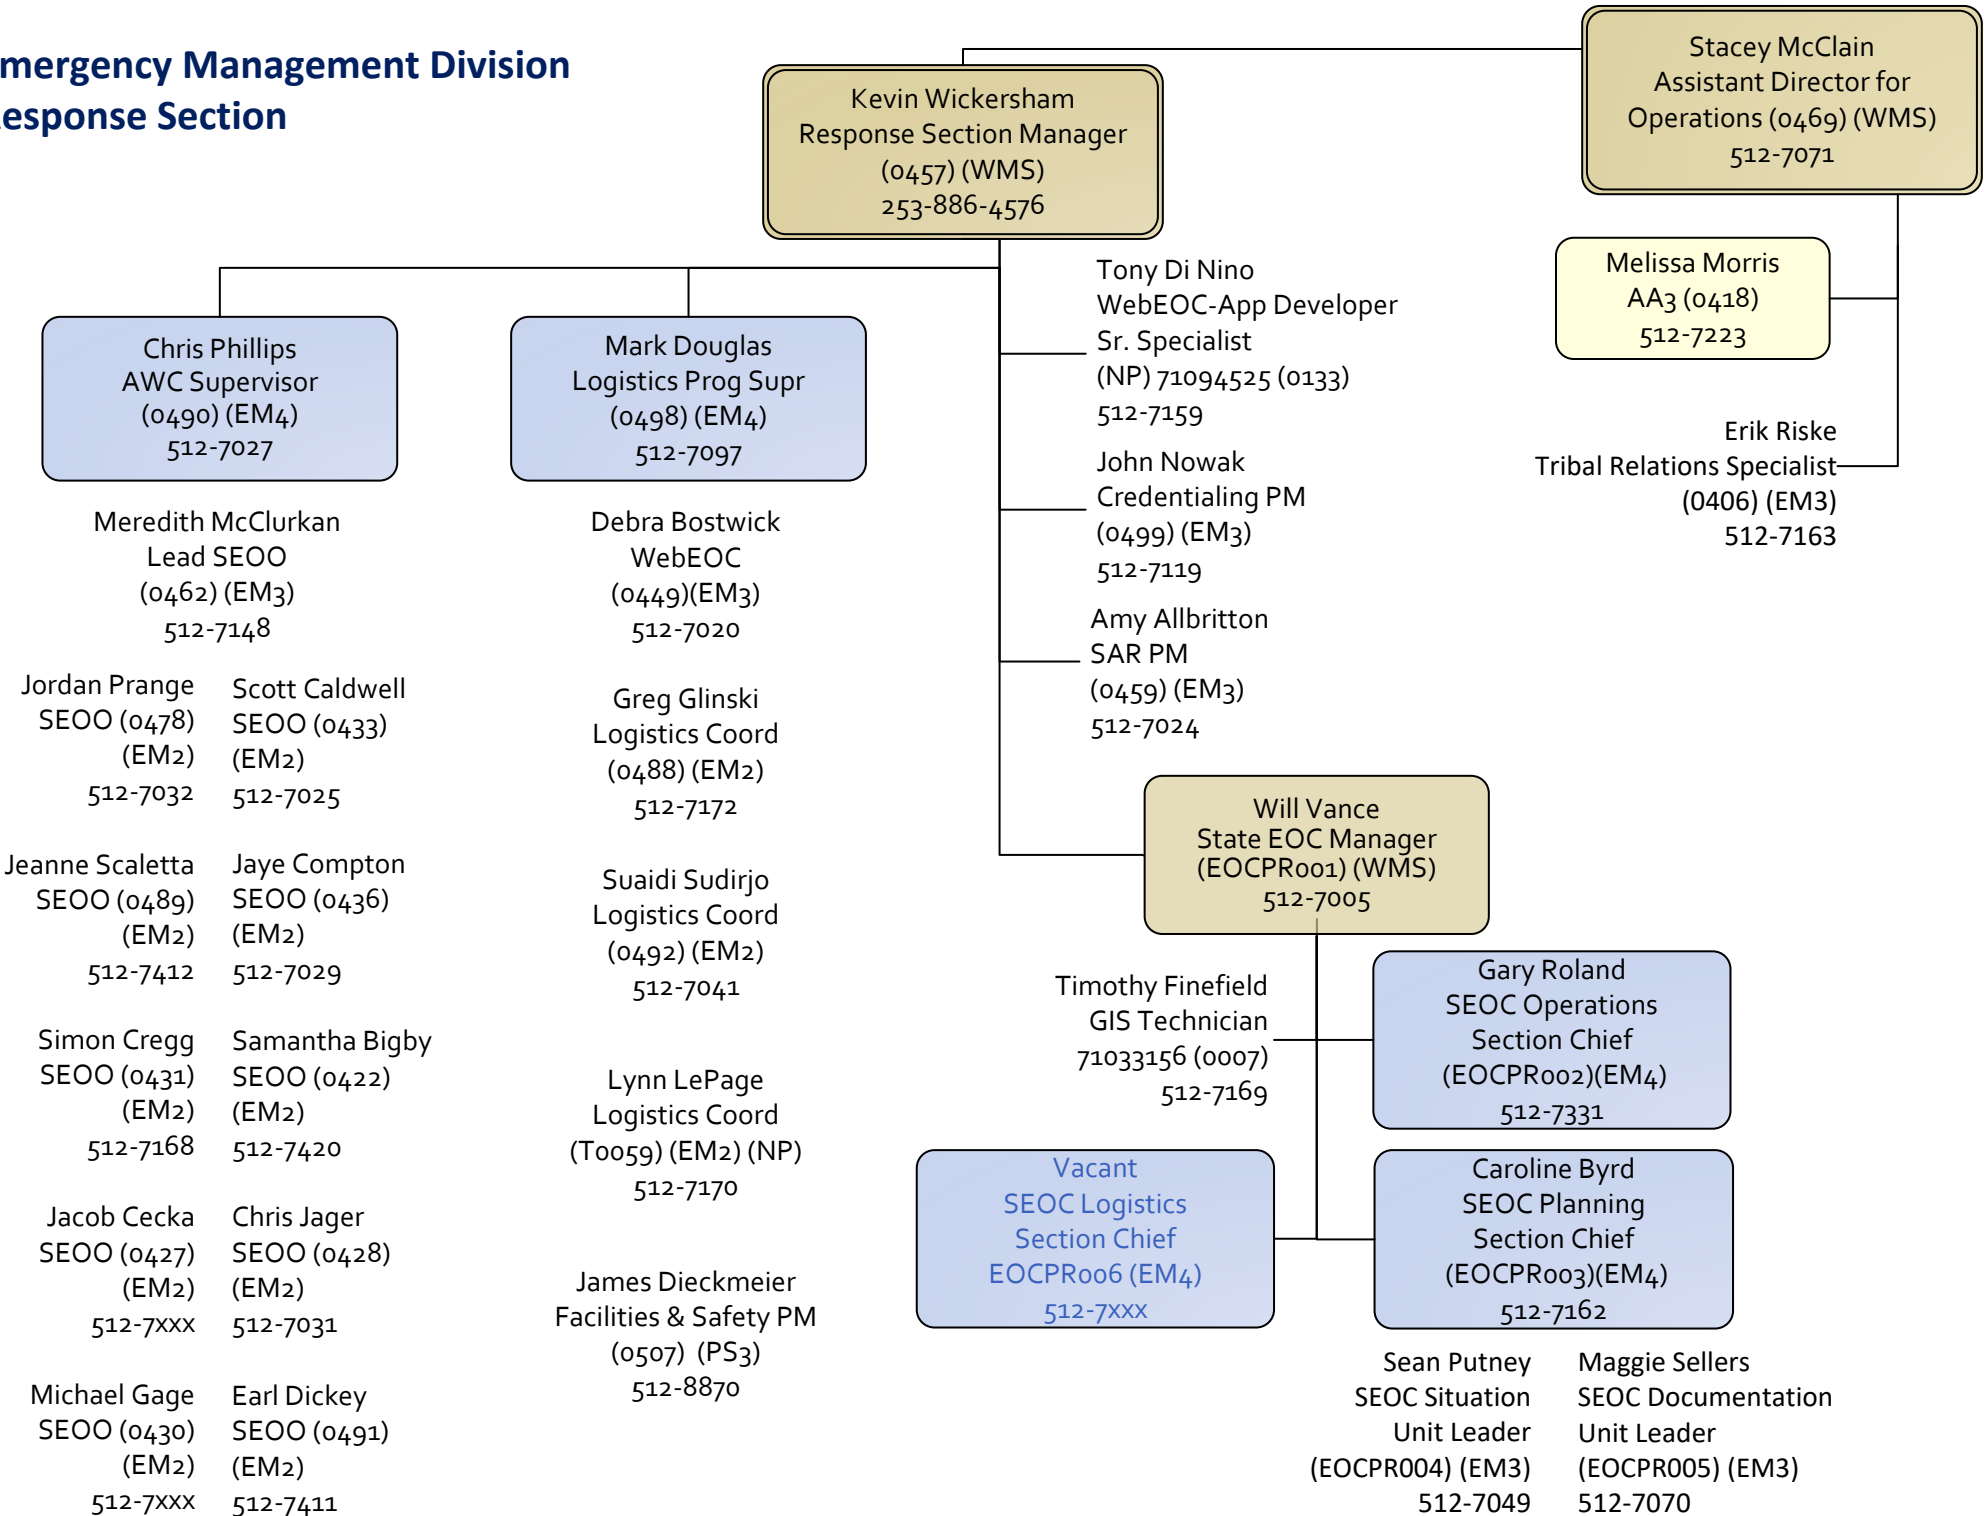 mergency Management Division
esponse Section
Stacey McClain
Assistant Director for
Operations (0469) (WMS)
512-7071
Kevin Wickersham
Response Section Manager
(0457) (WMS)
253-886-4576
Melissa Morris
AA3 (0418)
512-7223
Erik Riske
Tribal Relations Specialist
(0406) (EM3)
512-7163
Tony Di Nino
WebEOC-App Developer
Sr. Specialist
(NP) 71094525 (0133)
512-7159
John Nowak
Credentialing PM
(0499) (EM3)
512-7119
Amy Allbritton
SAR PM
(0459) (EM3)
512-7024
Chris Phillips
AWC Supervisor
(0490) (EM4)
512-7027
Meredith McClurkan
Lead SEOO
(0462) (EM3)
512-7148
Jordan Prange
SEOO (0478)
(EM2)
512-7032
Scott Caldwell
SEOO (0433)
(EM2)
512-7025
Jeanne Scaletta
SEOO (0489)
(EM2)
512-7412
Jaye Compton
SEOO (0436)
(EM2)
512-7029
Simon Cregg
SEOO (0431)
(EM2)
512-7168
Samantha Bigby
SEOO (0422)
(EM2)
512-7420
Jacob Cecka
SEOO (0427)
(EM2)
512-7XXX
Chris Jager
SEOO (0428)
(EM2)
512-7031
Michael Gage
SEOO (0430)
(EM2)
512-7XXX
Earl Dickey
SEOO (0491)
(EM2)
512-7411
Mark Douglas
Logistics Prog Supr
(0498) (EM4)
512-7097
Debra Bostwick
WebEOC
(0449)(EM3)
512-7020
Greg Glinski
Logistics Coord
(0488) (EM2)
512-7172
Suaidi Sudirjo
Logistics Coord
(0492) (EM2)
512-7041
Lynn LePage
Logistics Coord
(T0059) (EM2) (NP)
512-7170
James Dieckmeier
Facilities & Safety PM
(0507) (PS3)
512-8870
Will Vance
State EOC Manager
(EOCPR001) (WMS)
512-7005
Timothy Finefield
GIS Technician
71033156 (0007)
512-7169
Gary Roland
SEOC Operations
Section Chief
(EOCPR002)(EM4)
512-7331
Vacant
SEOC Logistics
Section Chief
EOCPR006 (EM4)
512-7XXX
Caroline Byrd
SEOC Planning
Section Chief
(EOCPR003)(EM4)
512-7162
Sean Putney
SEOC Situation
Unit Leader
(EOCPR004) (EM3)
512-7049
Maggie Sellers
SEOC Documentation
Unit Leader
(EOCPR005) (EM3)
512-7070